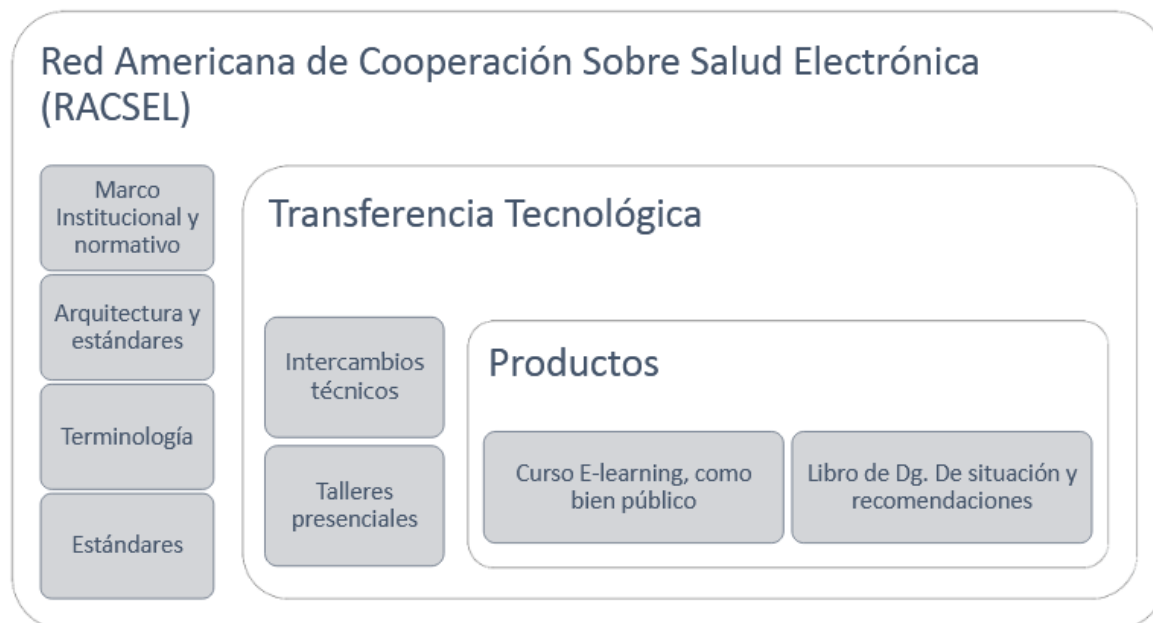 Red Americana de Cooperación Sobre Salud Electrónica
(RACSEL)
Marco
Institucional y
normativo
Arquitectura y
estándares
Terminología
Estándares
Transferencia Tecnológica
Intercambios
técnicos
Talleres
presenciales
Productos
Curso E-learning, como
bien público
Libro de Dg. De situación y
recomendaciones